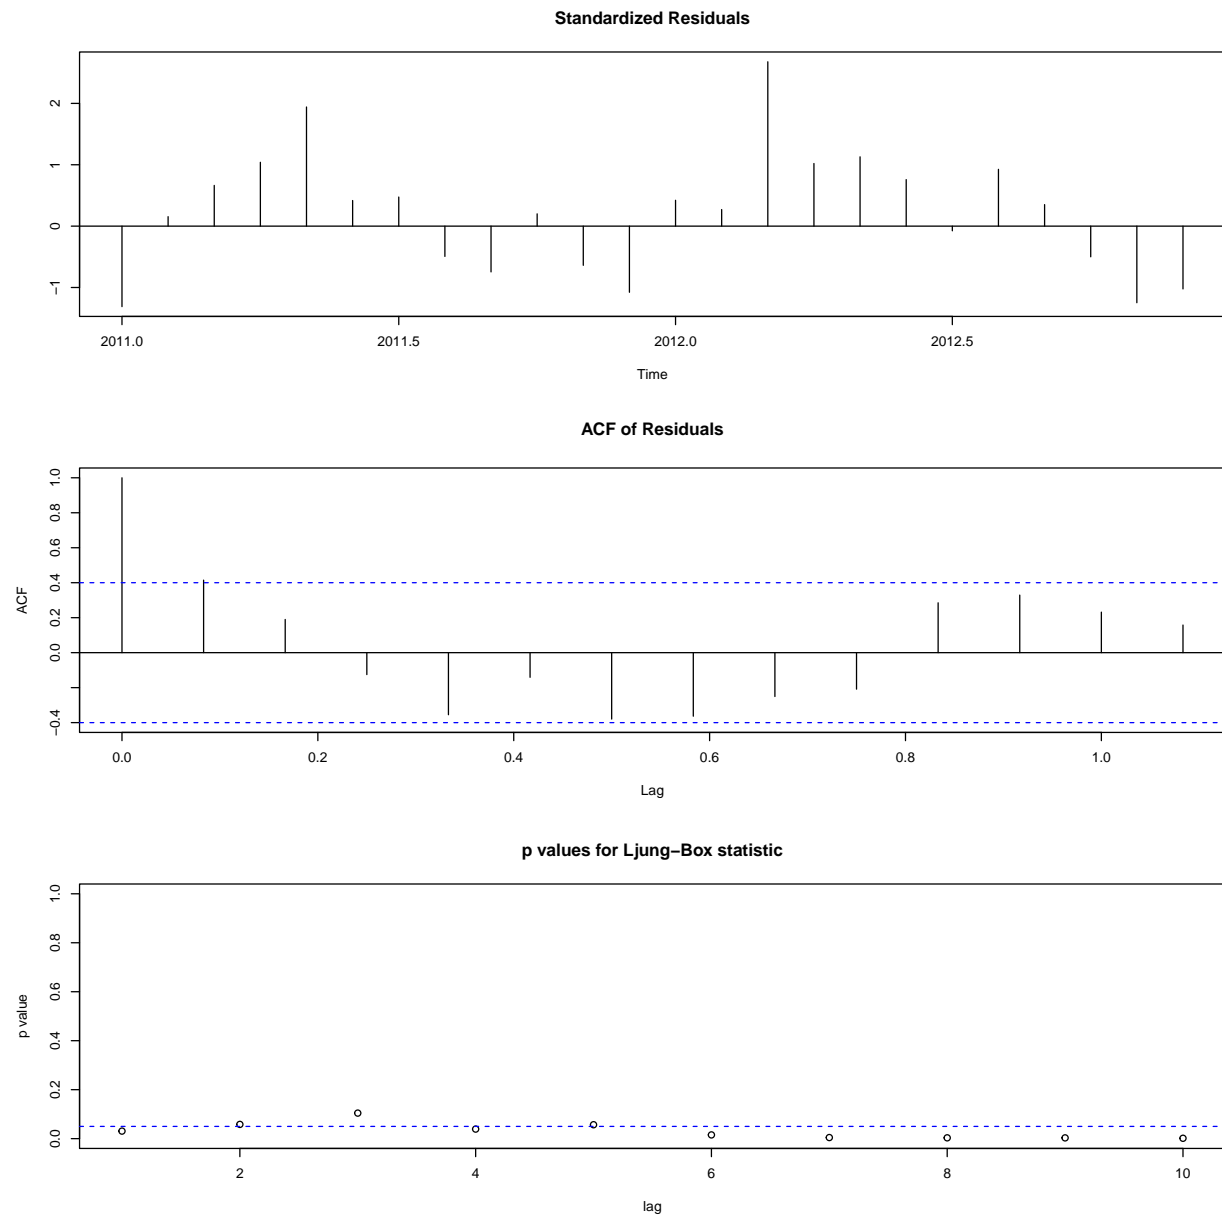 Standardized Residuals
2
1
0
−1
2011.0 2011.5 2012.0 2012.5
Time
ACF of Residuals
ACF
1.0
0.8
0.6
0.4
0.2
0.0
−0.4
0.0 0.2 0.4 0.6 0.8 1.0
Lag
p values for Ljung−Box statistic
p value
1.0
0.8
0.6
0.4
0.2
0.0
2 4 6 8 10
lag